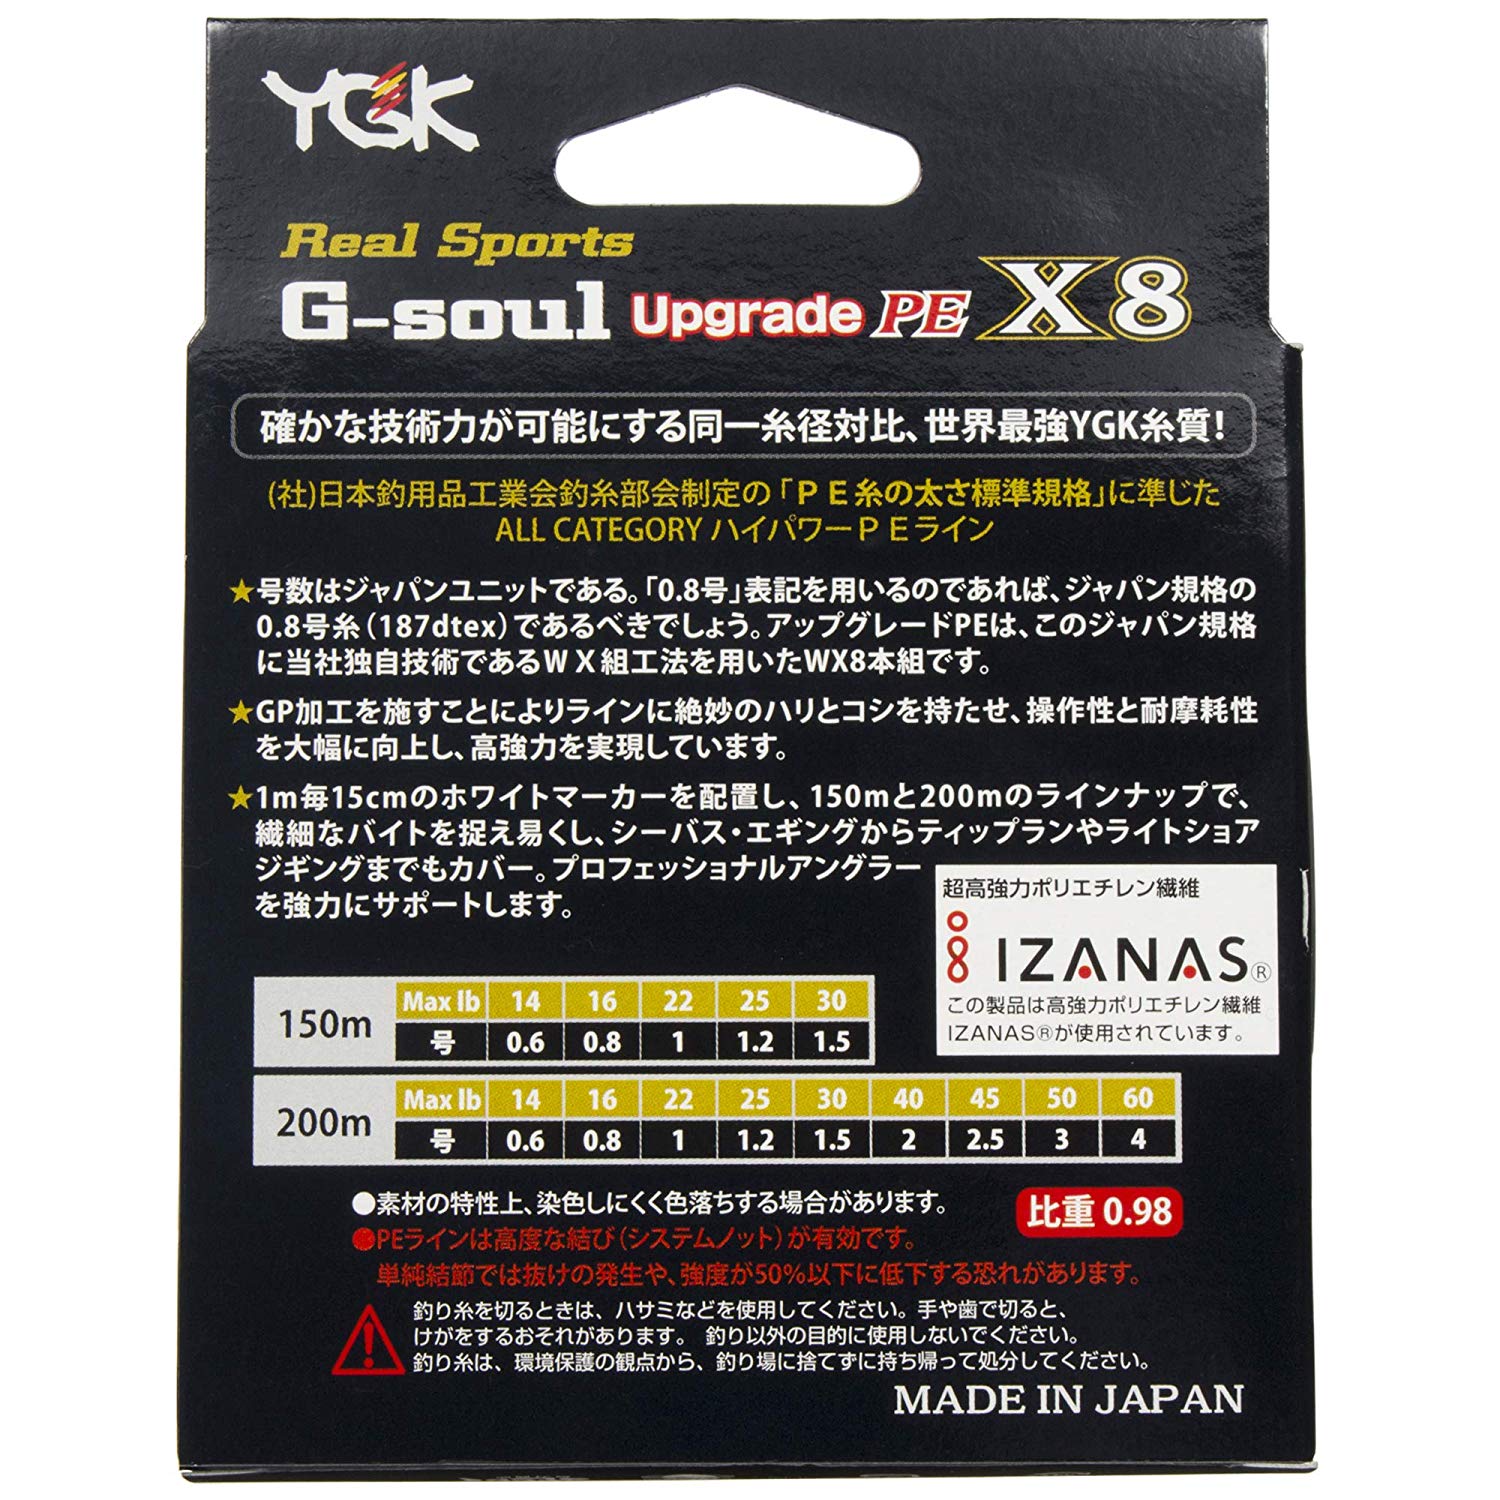 YGK
Real Sports
G-soul Upgrade PE X8
確かな技術力が可能にする同一糸径対比、世界最強YGK糸質!
(社)日本釣用品工業会釣糸部会制定の「ＰＥ糸の太さ標準規格」に準じた
ALL CATEGORY ハイパワーＰＥライン
★号数はジャパンユニットである。「0.8号」表記を用いるのであれば、ジャパン規格の
0.8号糸（187dtex）であるべきでしょう。アップグレードPEは、このジャパン規格
に当社独自技術であるＷＸ組工法を用いたWX8本組です。
★GP加工を施すことによりラインに絶妙のハリとコシを持たせ、操作性と耐摩耗性
を大幅に向上し、高強力を実現しています。
★1m毎15cmのホワイトマーカーを配置し、150mと200mのラインナップで、
繊細なバイトを捉え易くし、シーバス・エギングからティップランやライトショア
ジギングまでもカバー。プロフェッショナルアングラー
を強力にサポートします。
超高強力ポリエチレン繊維
IZANAS®
この製品は高強力ポリエチレン繊維
IZANAS®が使用されています。
150m
Max lb 14 16 22 25 30
号 0.6 0.8 1 1.2 1.5
200m
Max lb 14 16 22 25 30 40 45 50 60
号 0.6 0.8 1 1.2 1.5 2 2.5 3 4
●素材の特性上、染色しにくく色落ちする場合があります。
比重 0.98
●PEラインは高度な結び（システムノット）が有効です。
単純結節では抜けの発生や、強度が50%以下に低下する恐れがあります。
釣り糸を切るときは、ハサミなどを使用してください。手や歯で切ると、
けがをするおそれがあります。 釣り以外の目的に使用しないでください。
釣り糸は、環境保護の観点から、釣り場に捨てずに持ち帰って処分してください。
MADE IN JAPAN